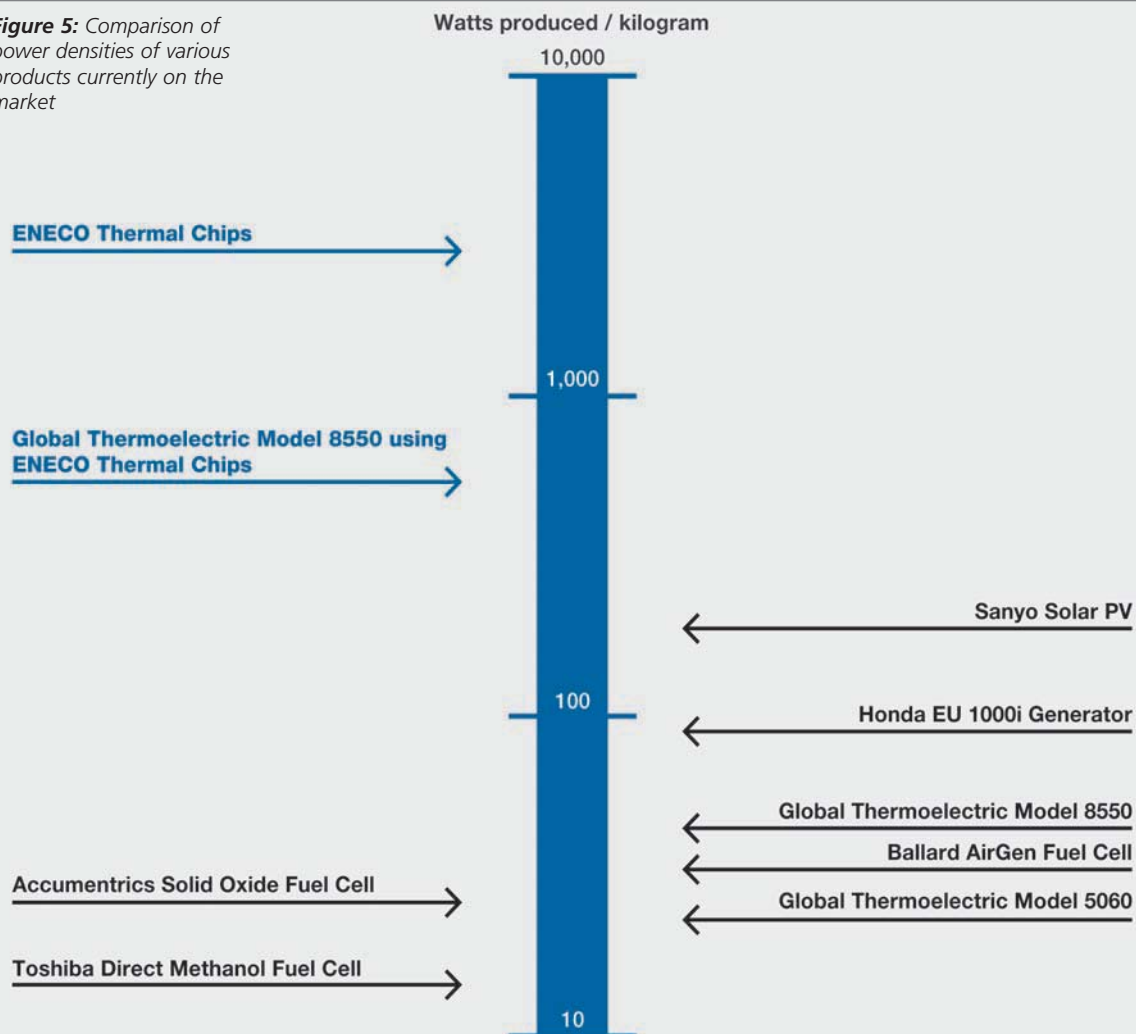 Figure 5: Comparison of
power densities of various
products currently on the
market
Watts produced / kilogram
10,000
ENECO Thermal Chips
1,000
Global Thermoelectric Model 8550 using
ENECO Thermal Chips
Sanyo Solar PV
100
Honda EU 1000i Generator
Global Thermoelectric Model 8550
Ballard AirGen Fuel Cell
Accumentrics Solid Oxide Fuel Cell
Global Thermoelectric Model 5060
Toshiba Direct Methanol Fuel Cell
10